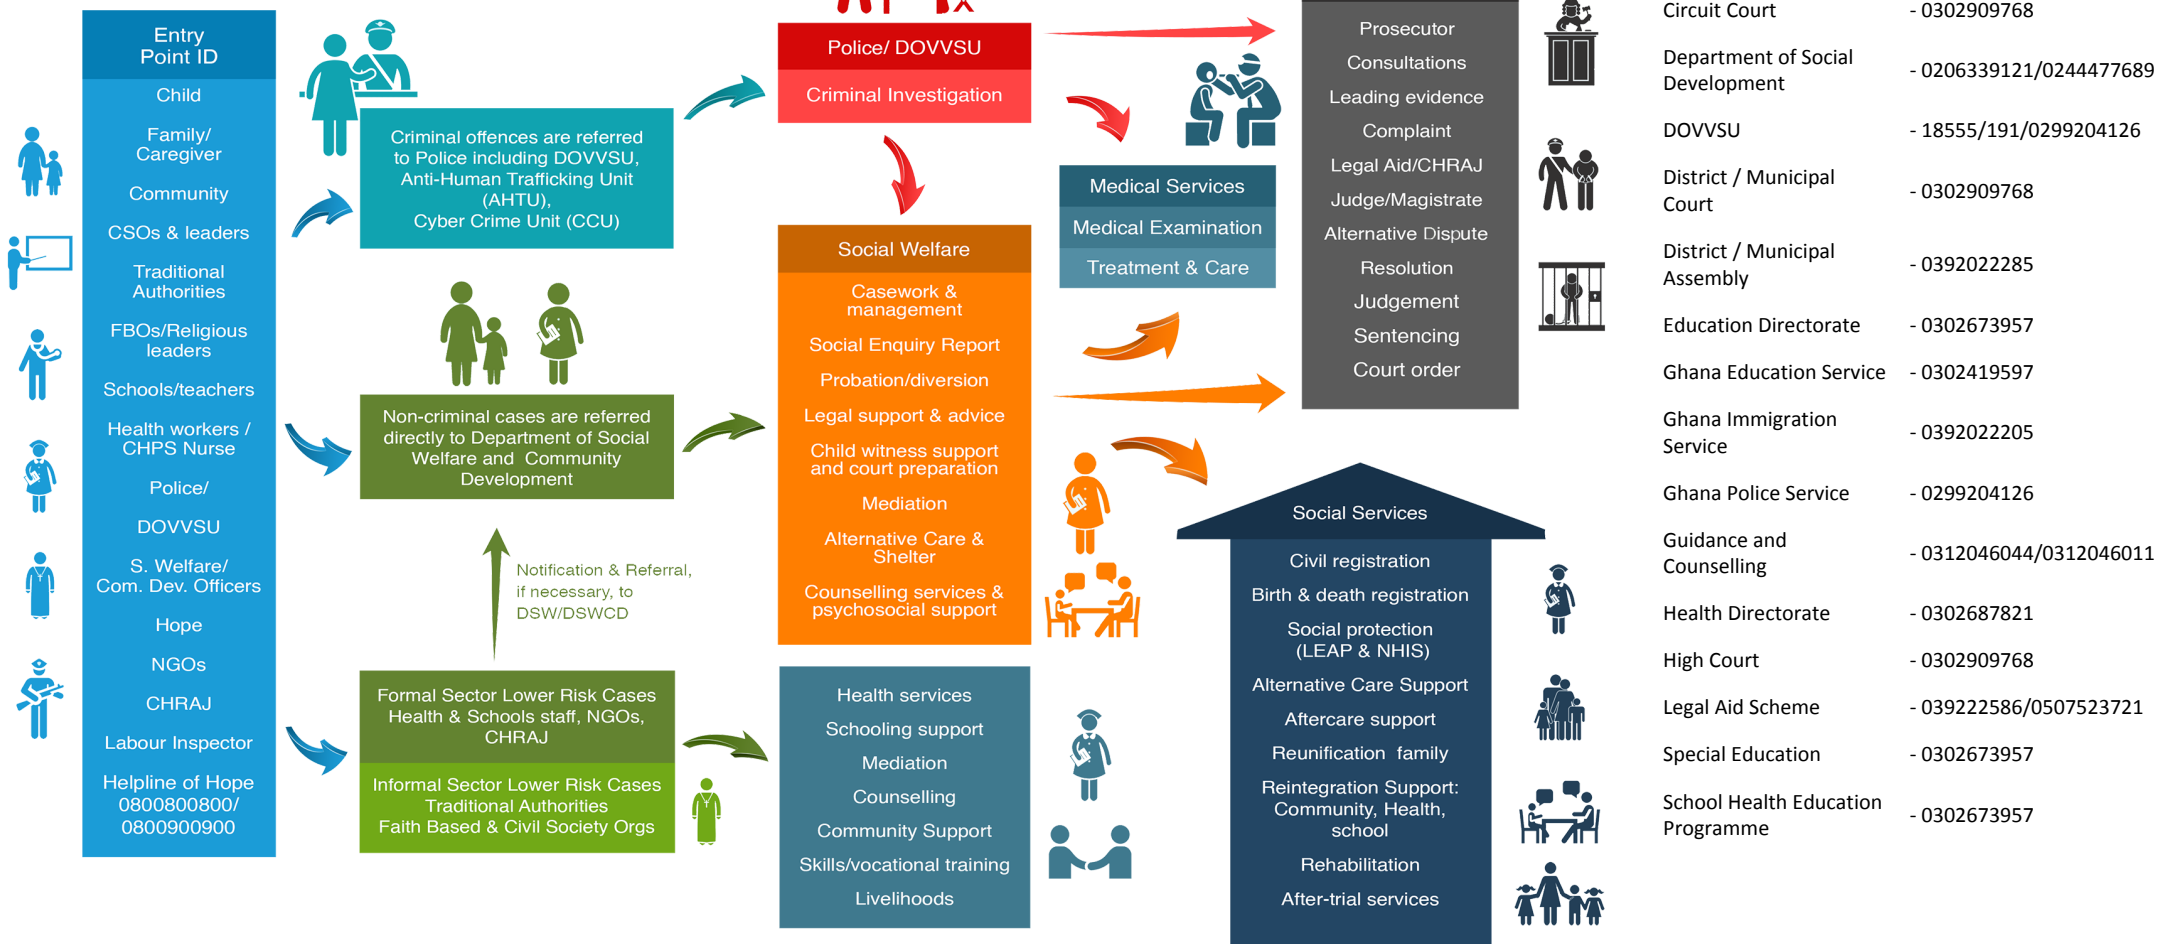 Entry
Point ID
Child
Family/
Caregiver
Community
CSOs & leaders
Traditional
Authorities
FBOs/Religious
leaders
Schools/teachers
Health workers /
CHPS Nurse
Police/
DOVVSU
S. Welfare/
Com. Dev. Officers
Hope
NGOs
CHRAJ
Labour Inspector
Helpline of Hope
0800800800/
0800900900
Criminal offences are referred
to Police including DOVVSU,
Anti-Human Trafficking Unit
(AHTU),
Cyber Crime Unit (CCU)
Non-criminal cases are referred
directly to Department of Social
Welfare and Community
Development
Notification & Referral,
if necessary, to
DSW/DSWCD
Formal Sector Lower Risk Cases
Health & Schools staff, NGOs,
CHRAJ
Informal Sector Lower Risk Cases
Traditional Authorities
Faith Based & Civil Society Orgs
Police/ DOVVSU
Criminal Investigation
Social Welfare
Casework &
management
Social Enquiry Report
Probation/diversion
Legal support & advice
Child witness support
and court preparation
Mediation
Alternative Care &
Shelter
Counselling services &
psychosocial support
Health services
Schooling support
Mediation
Counselling
Community Support
Skills/vocational training
Livelihoods
Medical Services
Medical Examination
Treatment & Care
Prosecutor
Consultations
Leading evidence
Complaint
Legal Aid/CHRAJ
Judge/Magistrate
Alternative Dispute
Resolution
Judgement
Sentencing
Court order
Social Services
Civil registration
Birth & death registration
Social protection
(LEAP & NHIS)
Alternative Care Support
Aftercare support
Reunification family
Reintegration Support:
Community, Health,
school
Rehabilitation
After-trial services
Circuit Court - 0302909768
Department of Social
Development - 0206339121/0244477689
DOVVSU - 18555/191/0299204126
District / Municipal
Court - 0302909768
District / Municipal
Assembly - 0392022285
Education Directorate - 0302673957
Ghana Education Service - 0302419597
Ghana Immigration
Service - 0392022205
Ghana Police Service - 0299204126
Guidance and
Counselling - 0312046044/0312046011
Health Directorate - 0302687821
High Court - 0302909768
Legal Aid Scheme - 039222586/0507523721
Special Education - 0302673957
School Health Education
Programme - 0302673957